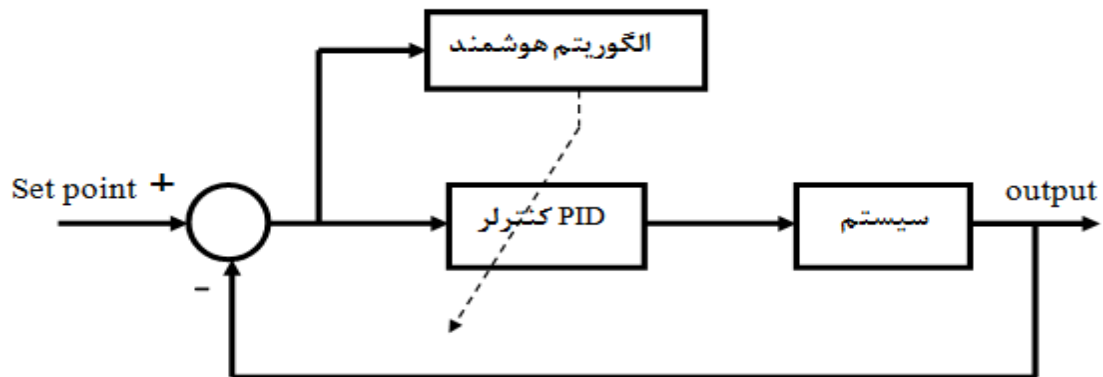 الگوریتم هوشمند
Set point +
کنترلر PID
سیستم
output
-